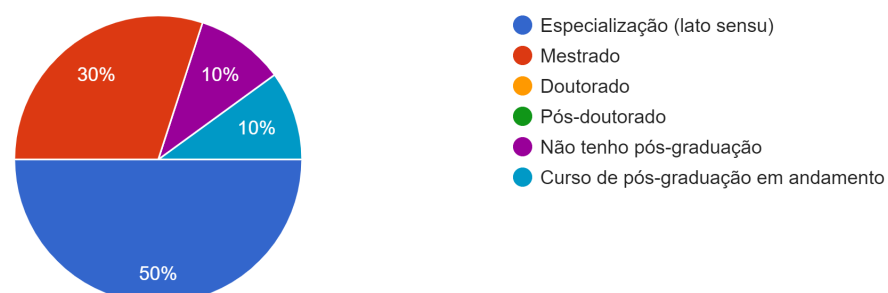 30%
10%
10%
50%
Especialização (lato sensu)
Mestrado
Doutorado
Pós-doutorado
Não tenho pós-graduação
Curso de pós-graduação em andamento